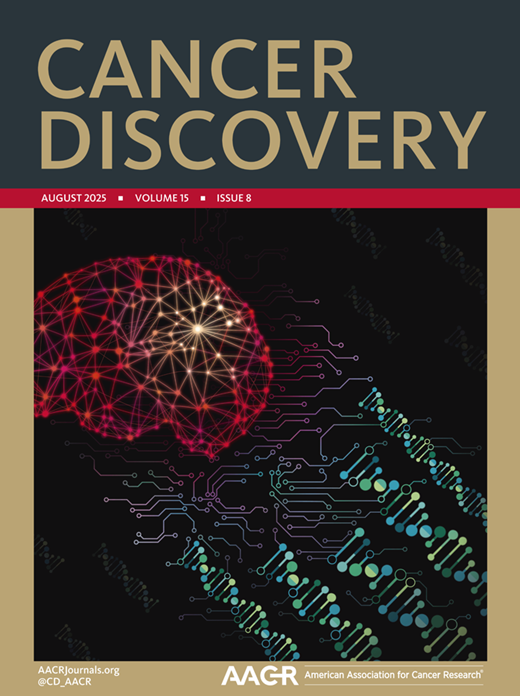 CANCER
DISCOVERY
AUGUST 2025 ■ VOLUME 15 ■ ISSUE 8
AACRJournals.org
@CD_AACR
AACR American Association for Cancer Research®